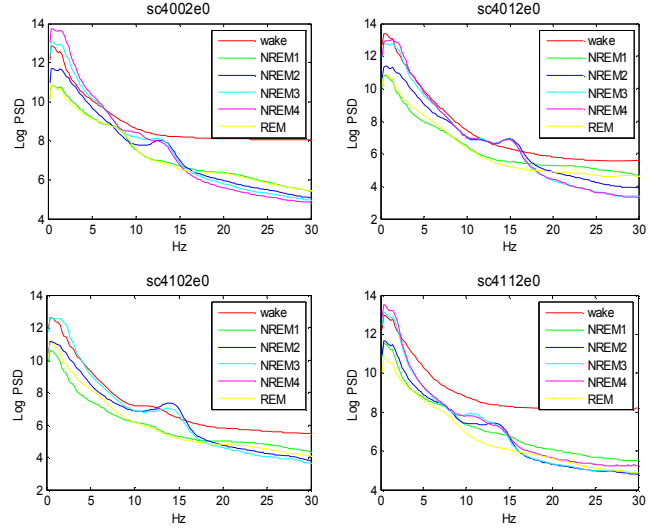 sc4002e0
14
12
10
8
6
4
Log PSD
0 5 10 15 20 25 30
Hz
wake
NREM1
NREM2
NREM3
NREM4
REM
sc4012e0
14
12
10
8
6
4
2
Log PSD
0 5 10 15 20 25 30
Hz
wake
NREM1
NREM2
NREM3
NREM4
REM
sc4102e0
14
12
10
8
6
4
2
Log PSD
0 5 10 15 20 25 30
Hz
wake
NREM1
NREM2
NREM3
NREM4
REM
sc4112e0
14
12
10
8
6
4
Log PSD
0 5 10 15 20 25 30
Hz
wake
NREM1
NREM2
NREM3
NREM4
REM